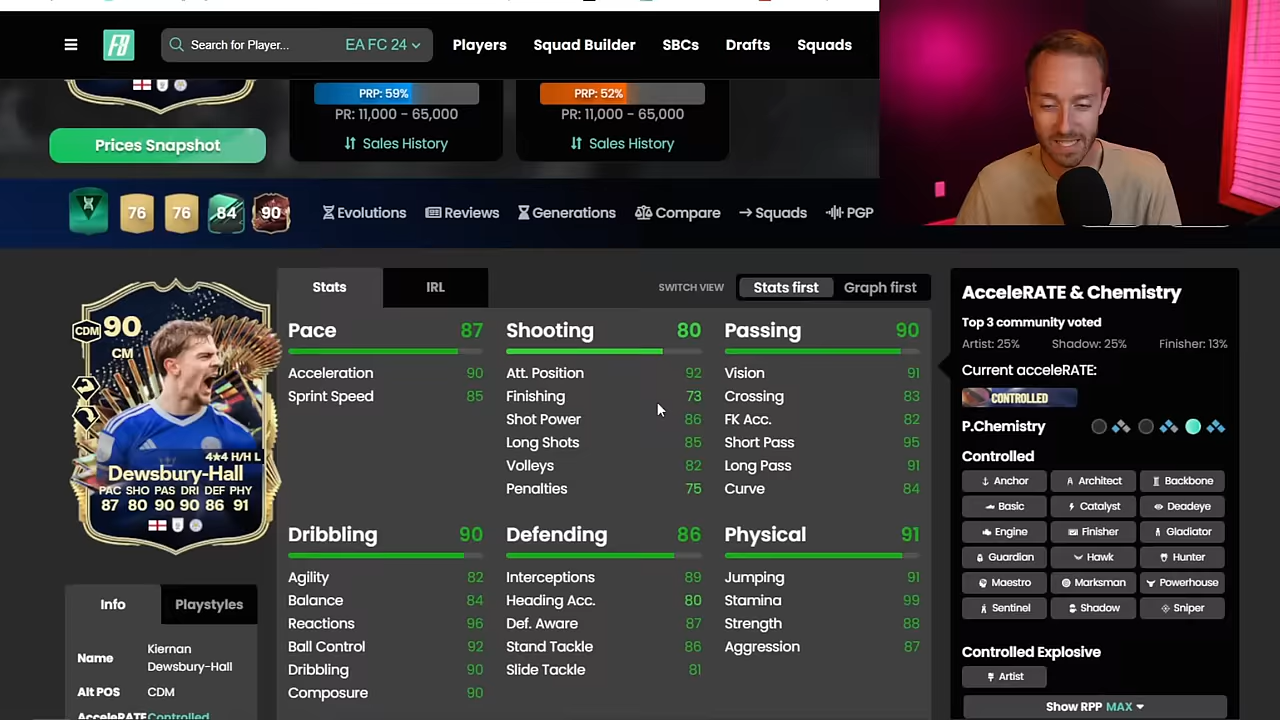 F8
Search for Player...
EA FC 24
Players
Squad Builder
SBCs
Drafts
Squads
Prices Snapshot
PRP: 59%
PR: 11,000 - 65,000
Sales History
PRP: 52%
PR: 11,000 - 65,000
Sales History
76
76
84
90
Evolutions
Reviews
Generations
Compare
Squads
PGP
CDM
90
CM
4★4 H/H L
Dewsbury-Hall
PAC SHO PAS DRI DEF PHY
87 80 90 90 86 91
Info
Playstyles
Name
Kiernan
Dewsbury-Hall
Alt POS
CDM
AcceleRATE
Controlled
Stats
IRL
SWITCH VIEW
Stats first
Graph first
Pace 87
Acceleration 90
Sprint Speed 85
Shooting 80
Att. Position 92
Finishing 73
Shot Power 86
Long Shots 85
Volleys 82
Penalties 75
Passing 90
Vision 91
Crossing 83
FK Acc. 82
Short Pass 95
Long Pass 91
Curve 84
Dribbling 90
Agility 82
Balance 84
Reactions 96
Ball Control 92
Dribbling 90
Composure 90
Defending 86
Interceptions 89
Heading Acc. 80
Def. Aware 87
Stand Tackle 86
Slide Tackle 81
Physical 91
Jumping 91
Stamina 99
Strength 88
Aggression 87
AcceleRATE & Chemistry
Top 3 community voted
Artist: 25%
Shadow: 25%
Finisher: 13%
Current acceleRATE:
CONTROLLED
P.Chemistry
Controlled
Anchor
Architect
Backbone
Basic
Catalyst
Deadeye
Engine
Finisher
Gladiator
Guardian
Hawk
Hunter
Maestro
Marksman
Powerhouse
Sentinel
Shadow
Sniper
Controlled Explosive
Artist
Show RPP MAX